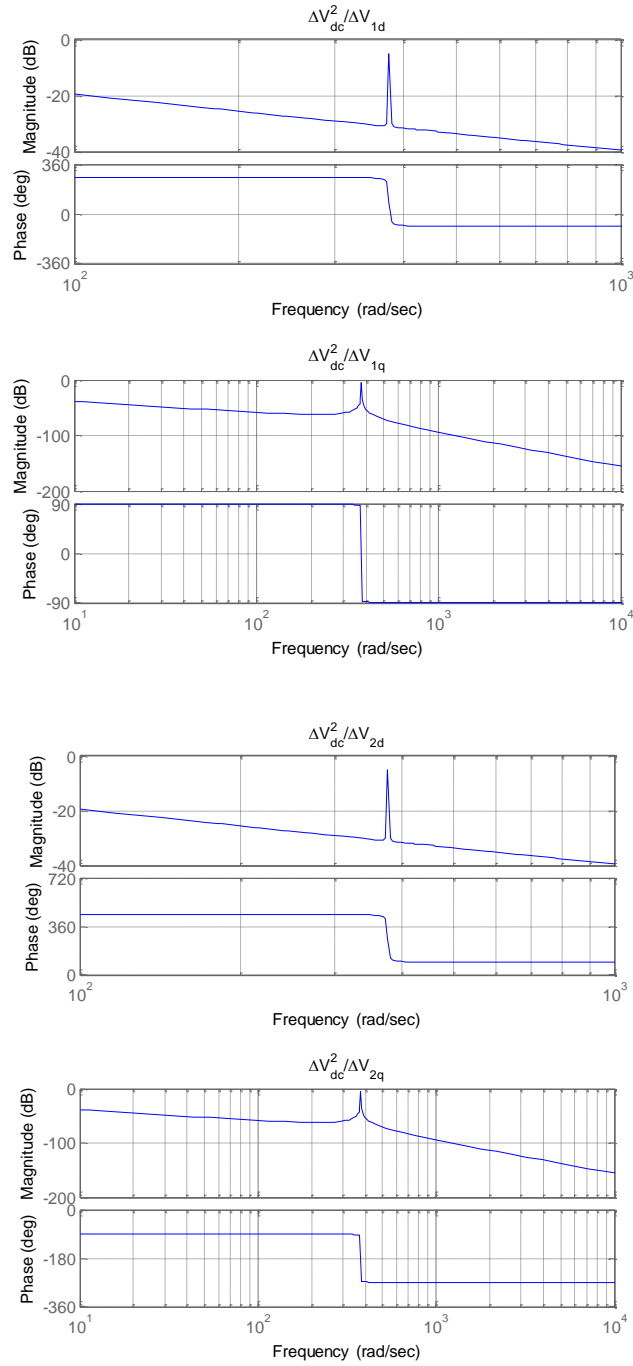 ΔV²dc/ΔV1d
Magnitude (dB)
0
-20
-40
Phase (deg)
360
0
-360
10² 10³
Frequency (rad/sec)
ΔV²dc/ΔV1q
Magnitude (dB)
0
-100
-200
Phase (deg)
90
0
-90
10¹ 10² 10³ 10⁴
Frequency (rad/sec)
ΔV²dc/ΔV2d
Magnitude (dB)
0
-20
-40
Phase (deg)
720
360
0
10² 10³
Frequency (rad/sec)
ΔV²dc/ΔV2q
Magnitude (dB)
0
-100
-200
Phase (deg)
0
-180
-360
10¹ 10² 10³ 10⁴
Frequency (rad/sec)